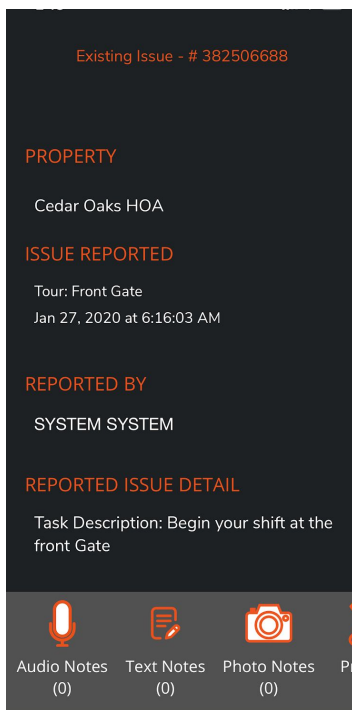 Existing Issue - # 382506688
PROPERTY
Cedar Oaks HOA
ISSUE REPORTED
Tour: Front Gate
Jan 27, 2020 at 6:16:03 AM
REPORTED BY
SYSTEM SYSTEM
REPORTED ISSUE DETAIL
Task Description: Begin your shift at the
front Gate
Audio Notes Text Notes Photo Notes
(0) (0) (0)